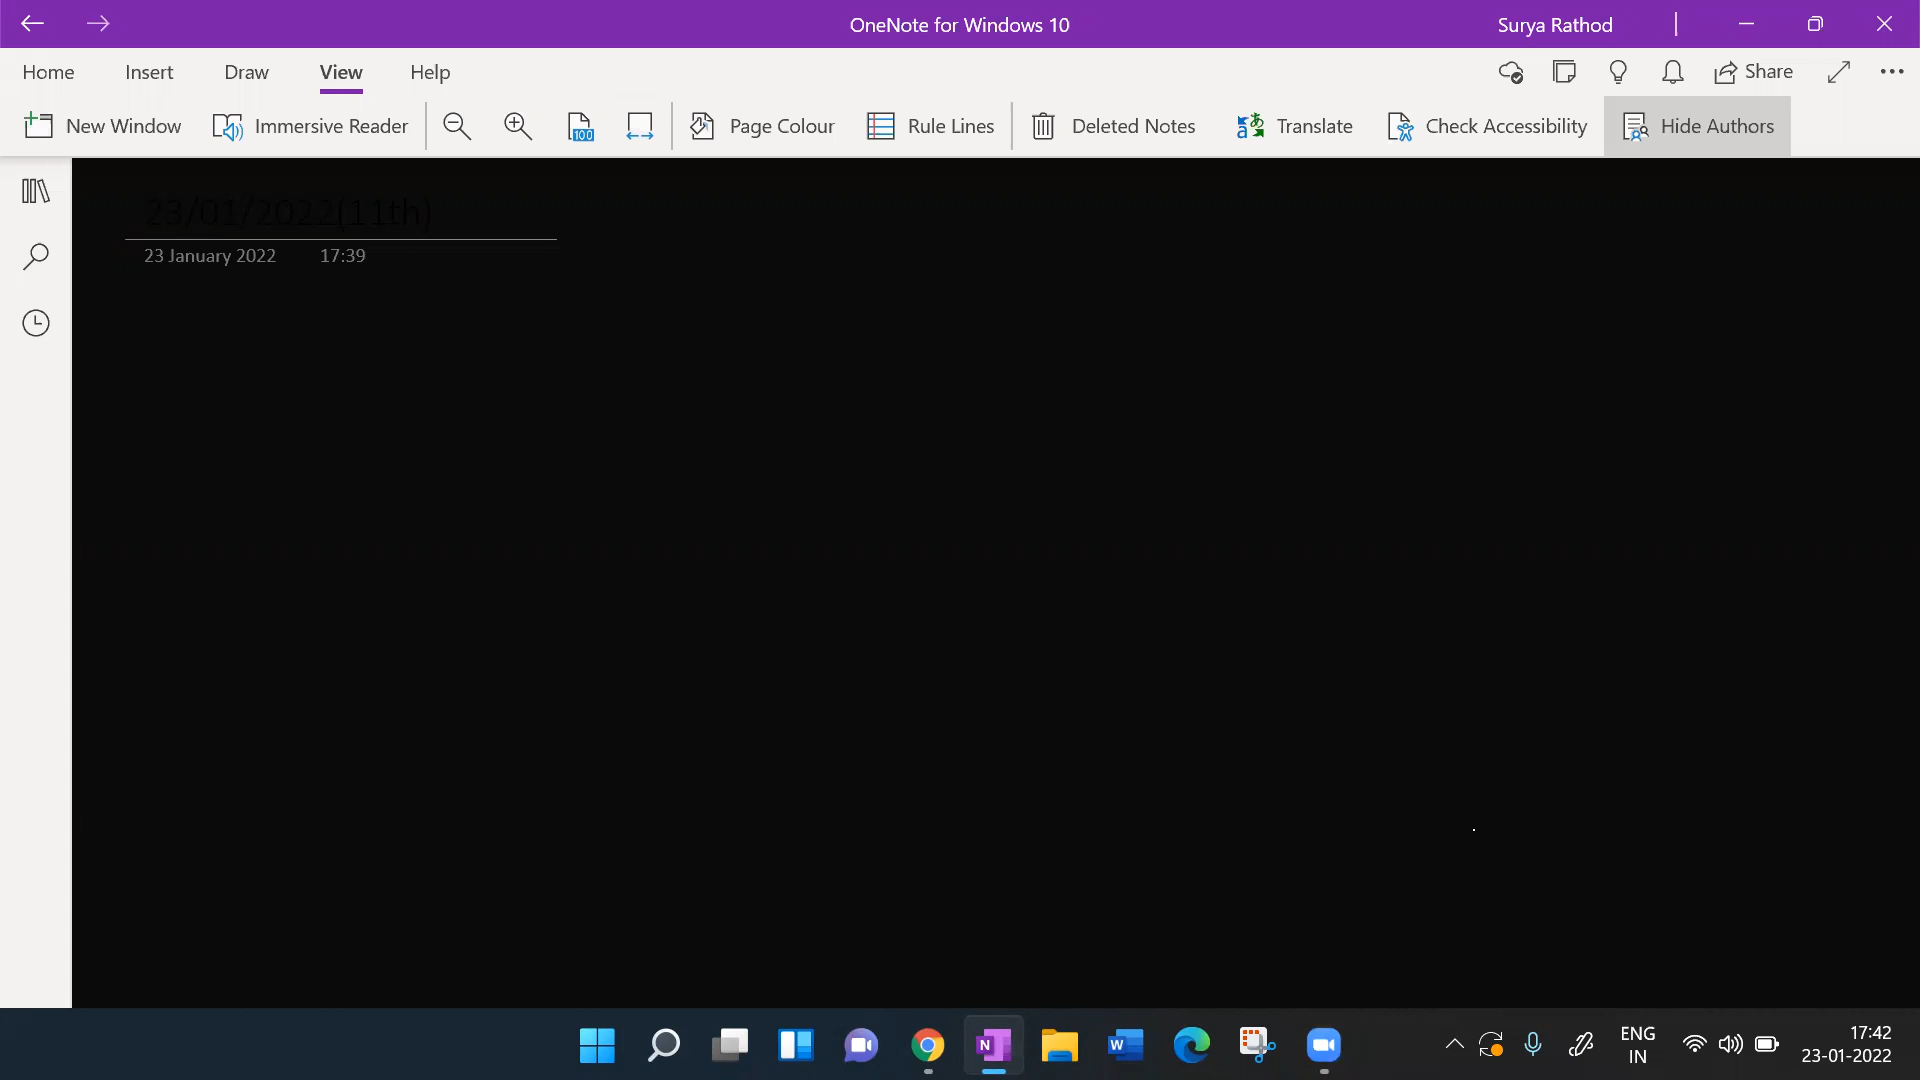 OneNote for Windows 10
Surya Rathod
Home
Insert
Draw
View
Help
Share
New Window
Immersive Reader
100
Page Colour
Rule Lines
Deleted Notes
Translate
Check Accessibility
Hide Authors
23/01/2022(11th)
23 January 2022
17:39
ENG
IN
17:42
23-01-2022